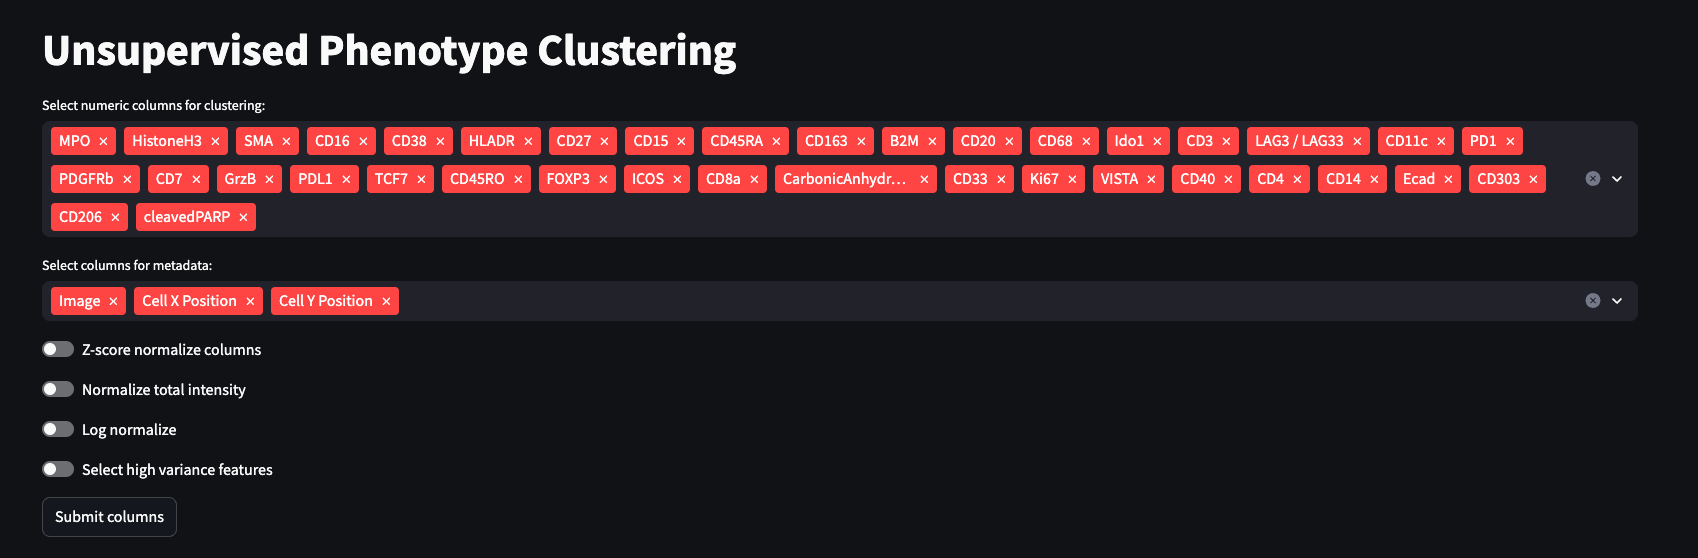 Unsupervised Phenotype Clustering
Select numeric columns for clustering:
MPO × HistoneH3 × SMA × CD16 × CD38 × HLADR × CD27 × CD15 × CD45RA × CD163 × B2M × CD20 × CD68 × Ido1 × CD3 × LAG3 / LAG33 × CD11c × PD1 ×
PDGFRb × CD7 × GrzB × PDL1 × TCF7 × CD45RO × FOXP3 × ICOS × CD8a × CarbonicAnhydr... × CD33 × Ki67 × VISTA × CD40 × CD4 × CD14 × Ecad × CD303 ×
CD206 × cleavedPARP ×
Select columns for metadata:
Image × Cell X Position × Cell Y Position ×
Z-score normalize columns
Normalize total intensity
Log normalize
Select high variance features
Submit columns